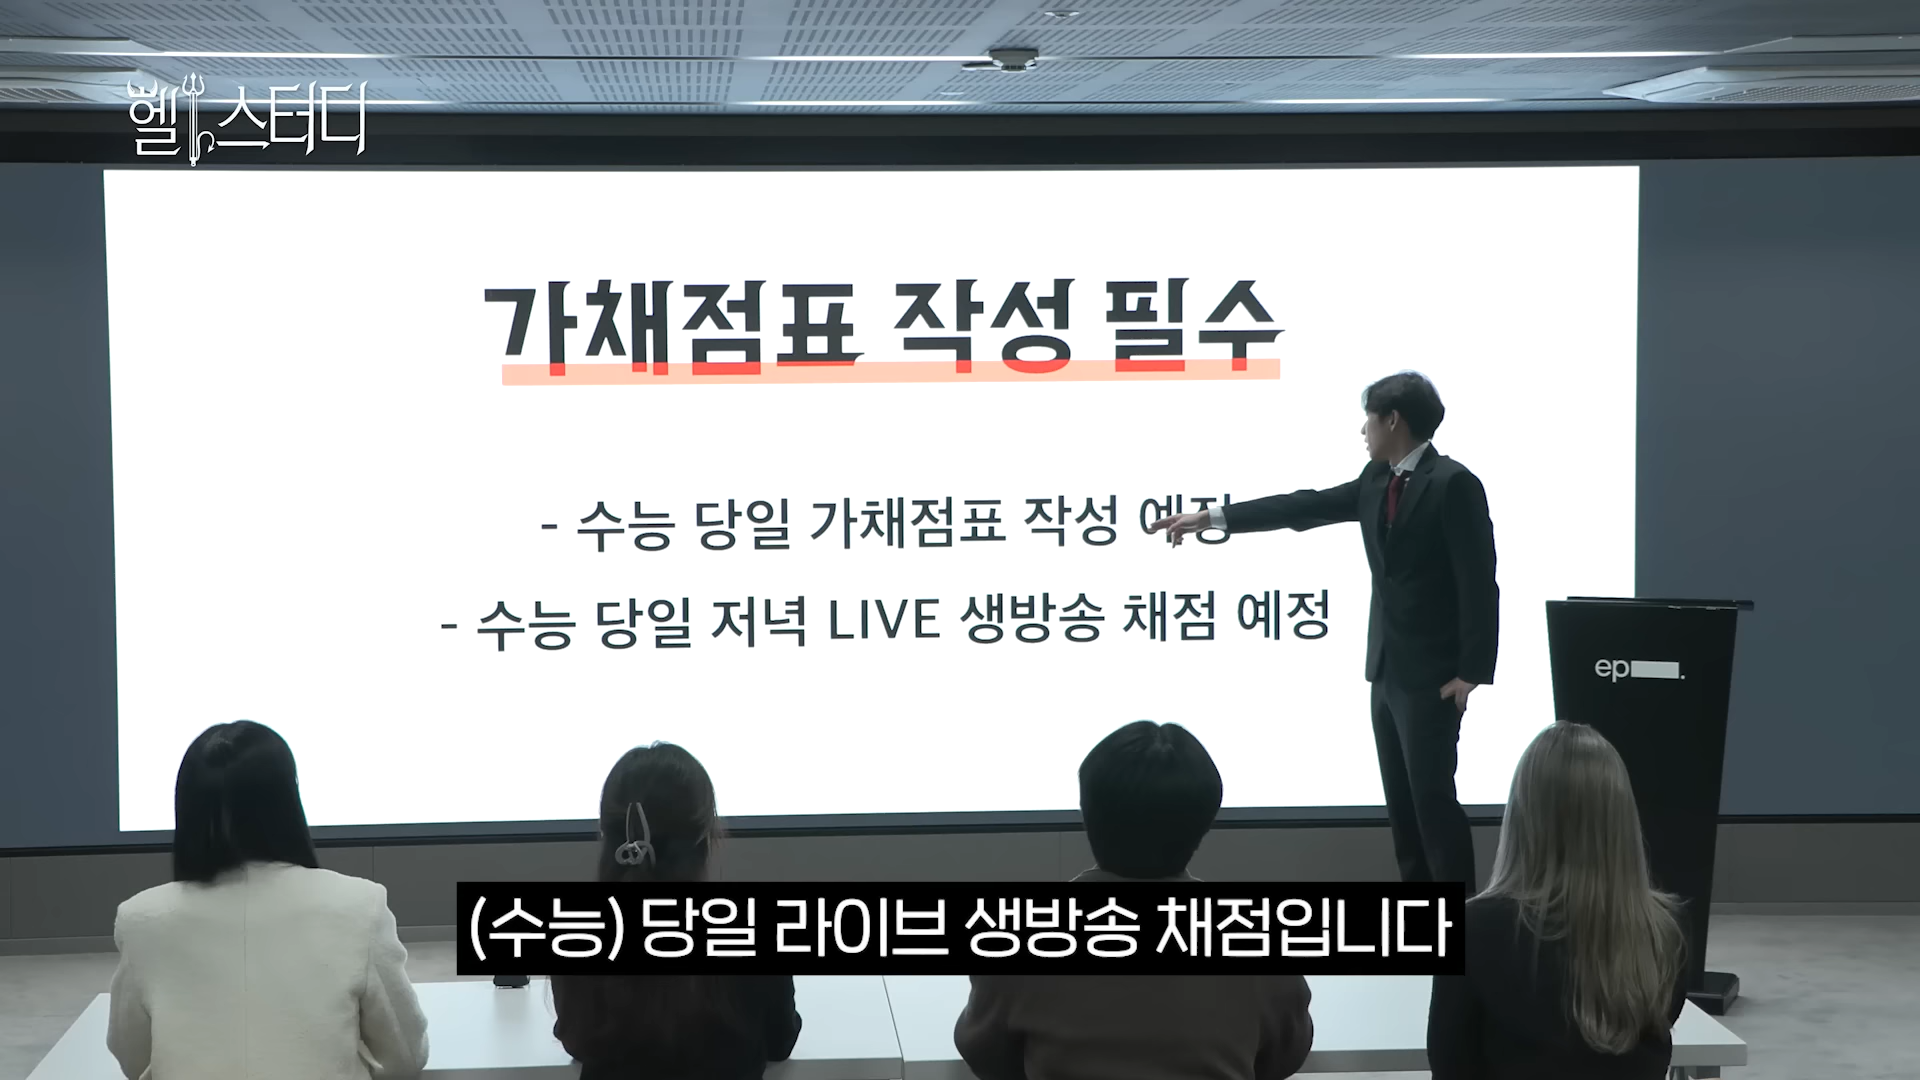 헬스터디
가채점표 작성 필수
- 수능 당일 가채점표 작성 예정
- 수능 당일 저녁 LIVE 생방송 채점 예정
ep
(수능) 당일 라이브 생방송 채점입니다